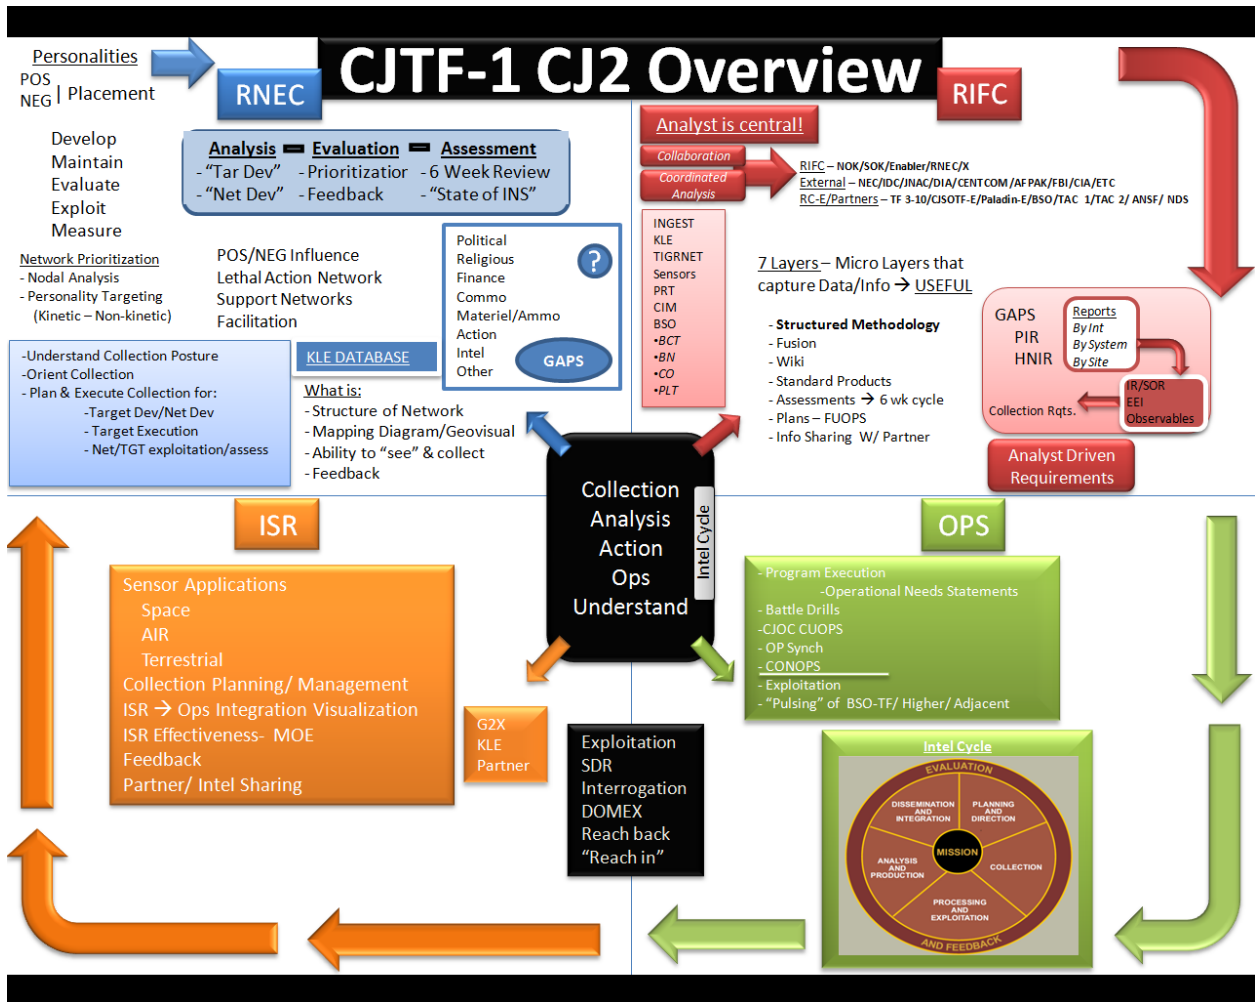 CJTF-1 CJ2 Overview
Personalities
POS
NEG | Placement
RNEC
Develop
Maintain
Evaluate
Exploit
Measure
Analysis Evaluation Assessment
- “Tar Dev” - Prioritization - 6 Week Review
- “Net Dev” - Feedback - “State of INS”
Network Prioritization
- Nodal Analysis
- Personality Targeting
(Kinetic – Non-kinetic)
POS/NEG Influence
Lethal Action Network
Support Networks
Facilitation
Political
Religious
Finance
Commo
Materiel/Ammo
Action
Intel
Other
?
GAPS
-Understand Collection Posture
-Orient Collection
- Plan & Execute Collection for:
-Target Dev/Net Dev
- Target Execution
- Net/TGT exploitation/assess
KLE DATABASE
What is:
- Structure of Network
- Mapping Diagram/Geovisual
- Ability to “see” & collect
- Feedback
RIFC
Analyst is central!
Collaboration
Coordinated
Analysis
RIFC – NOK/SOK/Enabler/RNEC/X
External – NEC/IDC/JNAC/DIA/CENTCOM/AFPAK/FBI/CIA/ETC
RC-E/Partners – TF 3-10/CJSOTF-E/Paladin-E/BSO/TAC 1/TAC 2/ ANSF/ NDS
INGEST
KLE
TIGRNET
Sensors
PRT
CIM
BSO
•BCT
•BN
•CO
•PLT
7 Layers – Micro Layers that
capture Data/Info → USEFUL
- Structured Methodology
- Fusion
- Wiki
- Standard Products
- Assessments → 6 wk cycle
- Plans – FUOPS
- Info Sharing W/ Partner
GAPS
PIR
HNIR
Reports
By Int
By System
By Site
IR/SOR
EEI
Observables
Collection Rqts.
Analyst Driven
Requirements
Collection
Analysis
Action
Ops
Understand
Intel Cycle
ISR
Sensor Applications
Space
AIR
Terrestrial
Collection Planning/ Management
ISR → Ops Integration Visualization
ISR Effectiveness- MOE
Feedback
Partner/ Intel Sharing
G2X
KLE
Partner
Exploitation
SDR
Interrogation
DOMEX
Reach back
“Reach in”
OPS
- Program Execution
-Operational Needs Statements
- Battle Drills
-CJOC CUOPS
- OP Synch
- CONOPS
- Exploitation
- “Pulsing” of BSO-TF/ Higher/ Adjacent
Intel Cycle
EVALUATION
DISSEMINATION
AND
INTEGRATION
PLANNING
AND
DIRECTION
MISSION
ANALYSIS
AND
PRODUCTION
COLLECTION
PROCESSING
AND
EXPLOITATION
AND FEEDBACK